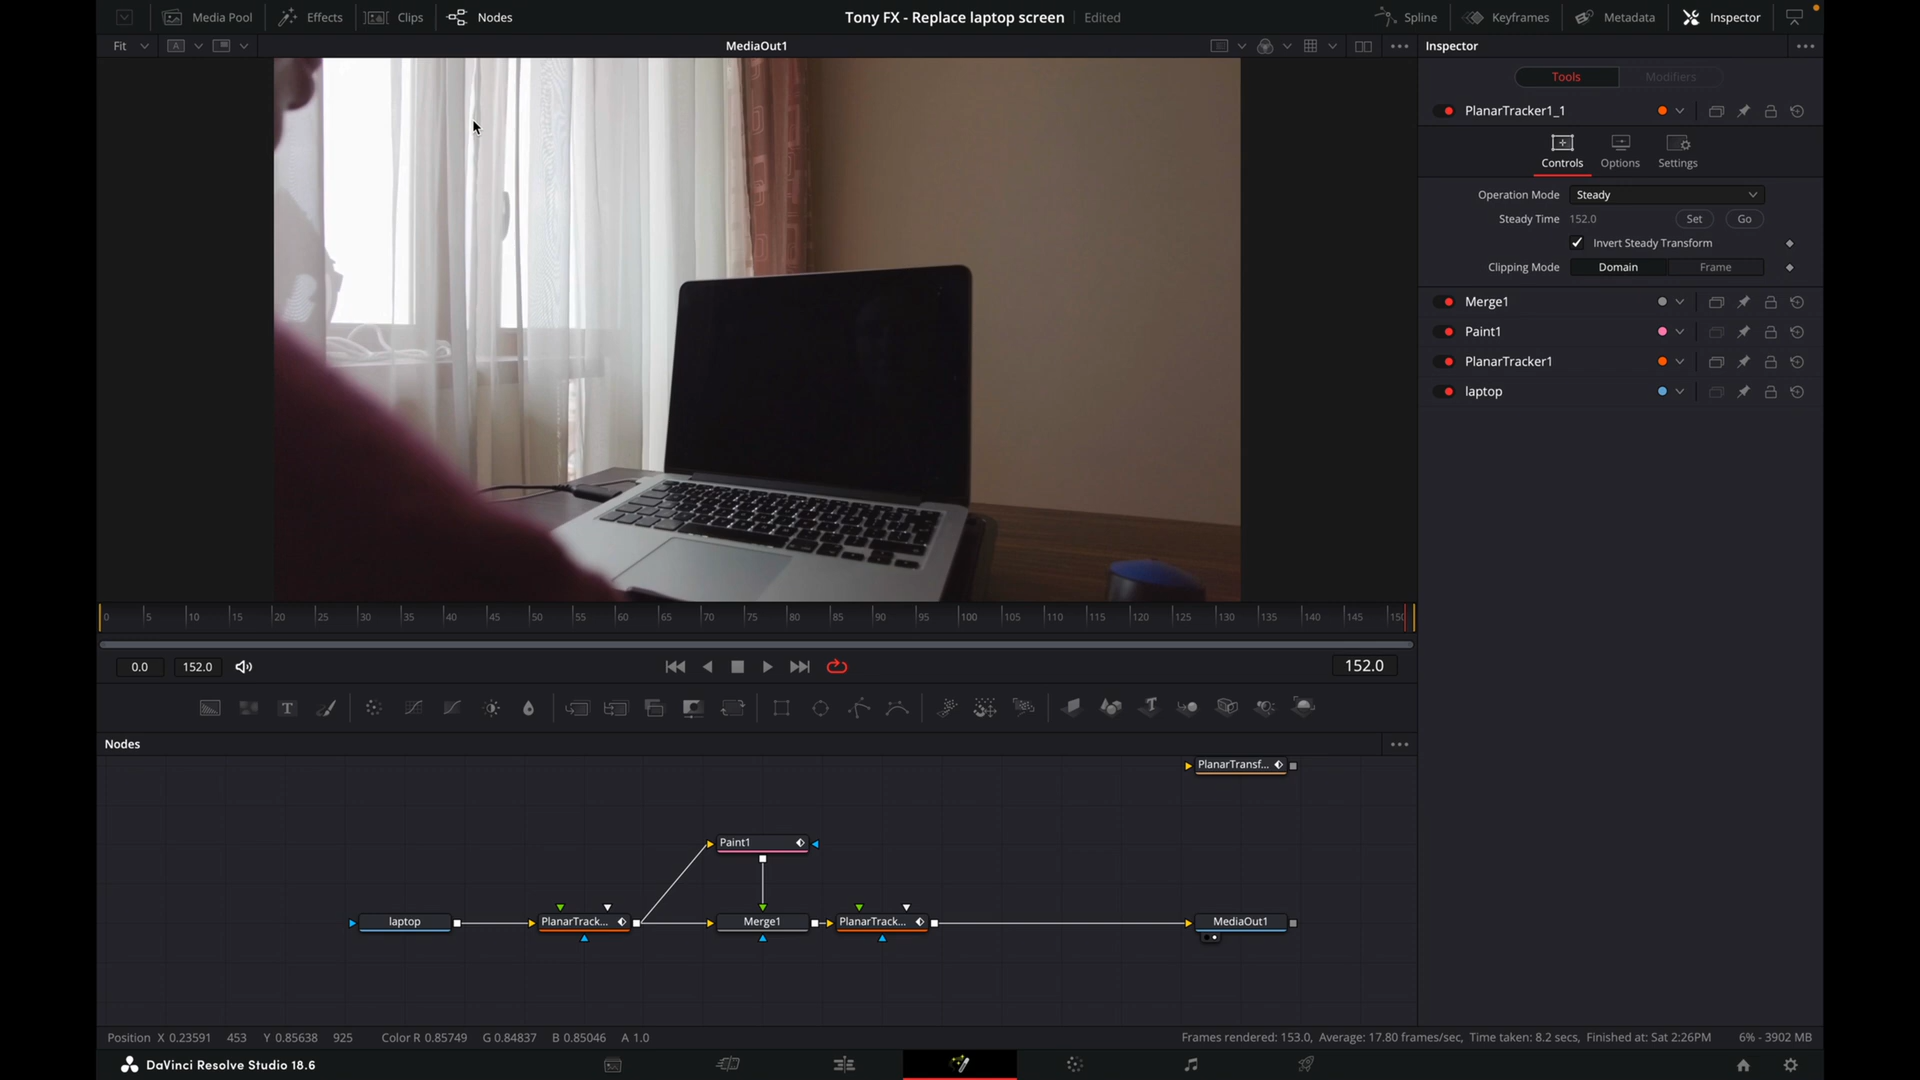 Media Pool Effects Clips Nodes Tony FX - Replace laptop screen Edited Spline Keyframes Metadata Inspector
Fit A MediaOut1 Inspector
Tools Modifiers
PlanarTracker1_1
Controls Options Settings
Operation Mode Steady
Steady Time 152.0 Set Go
Invert Steady Transform
Clipping Mode Domain Frame
Merge1
Paint1
PlanarTracker1
laptop
0 5 10 15 20 25 30 35 40 45 50 55 60 65 70 75 80 85 90 95 100 105 110 115 120 125 130 135 140 145 150
0.0 152.0 152.0
T T
Nodes
PlanarTransf...
Paint1
laptop PlanarTrack... Merge1 PlanarTrack... MediaOut1
Position X 0.23591 453 Y 0.85638 925 Color R 0.85749 G 0.84837 B 0.85046 A 1.0 Frames rendered: 153.0, Average: 17.80 frames/sec, Time taken: 8.2 secs, Finished at: Sat 2:26PM 6% - 3902 MB
DaVinci Resolve Studio 18.6